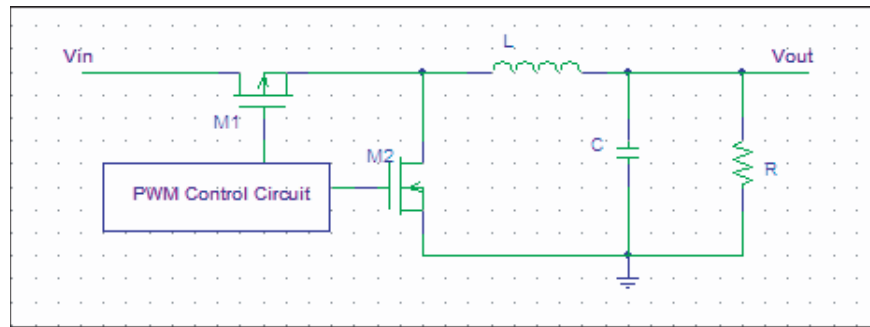 Vin
L
Vout
M1
M2
C
R
PWM Control Circuit